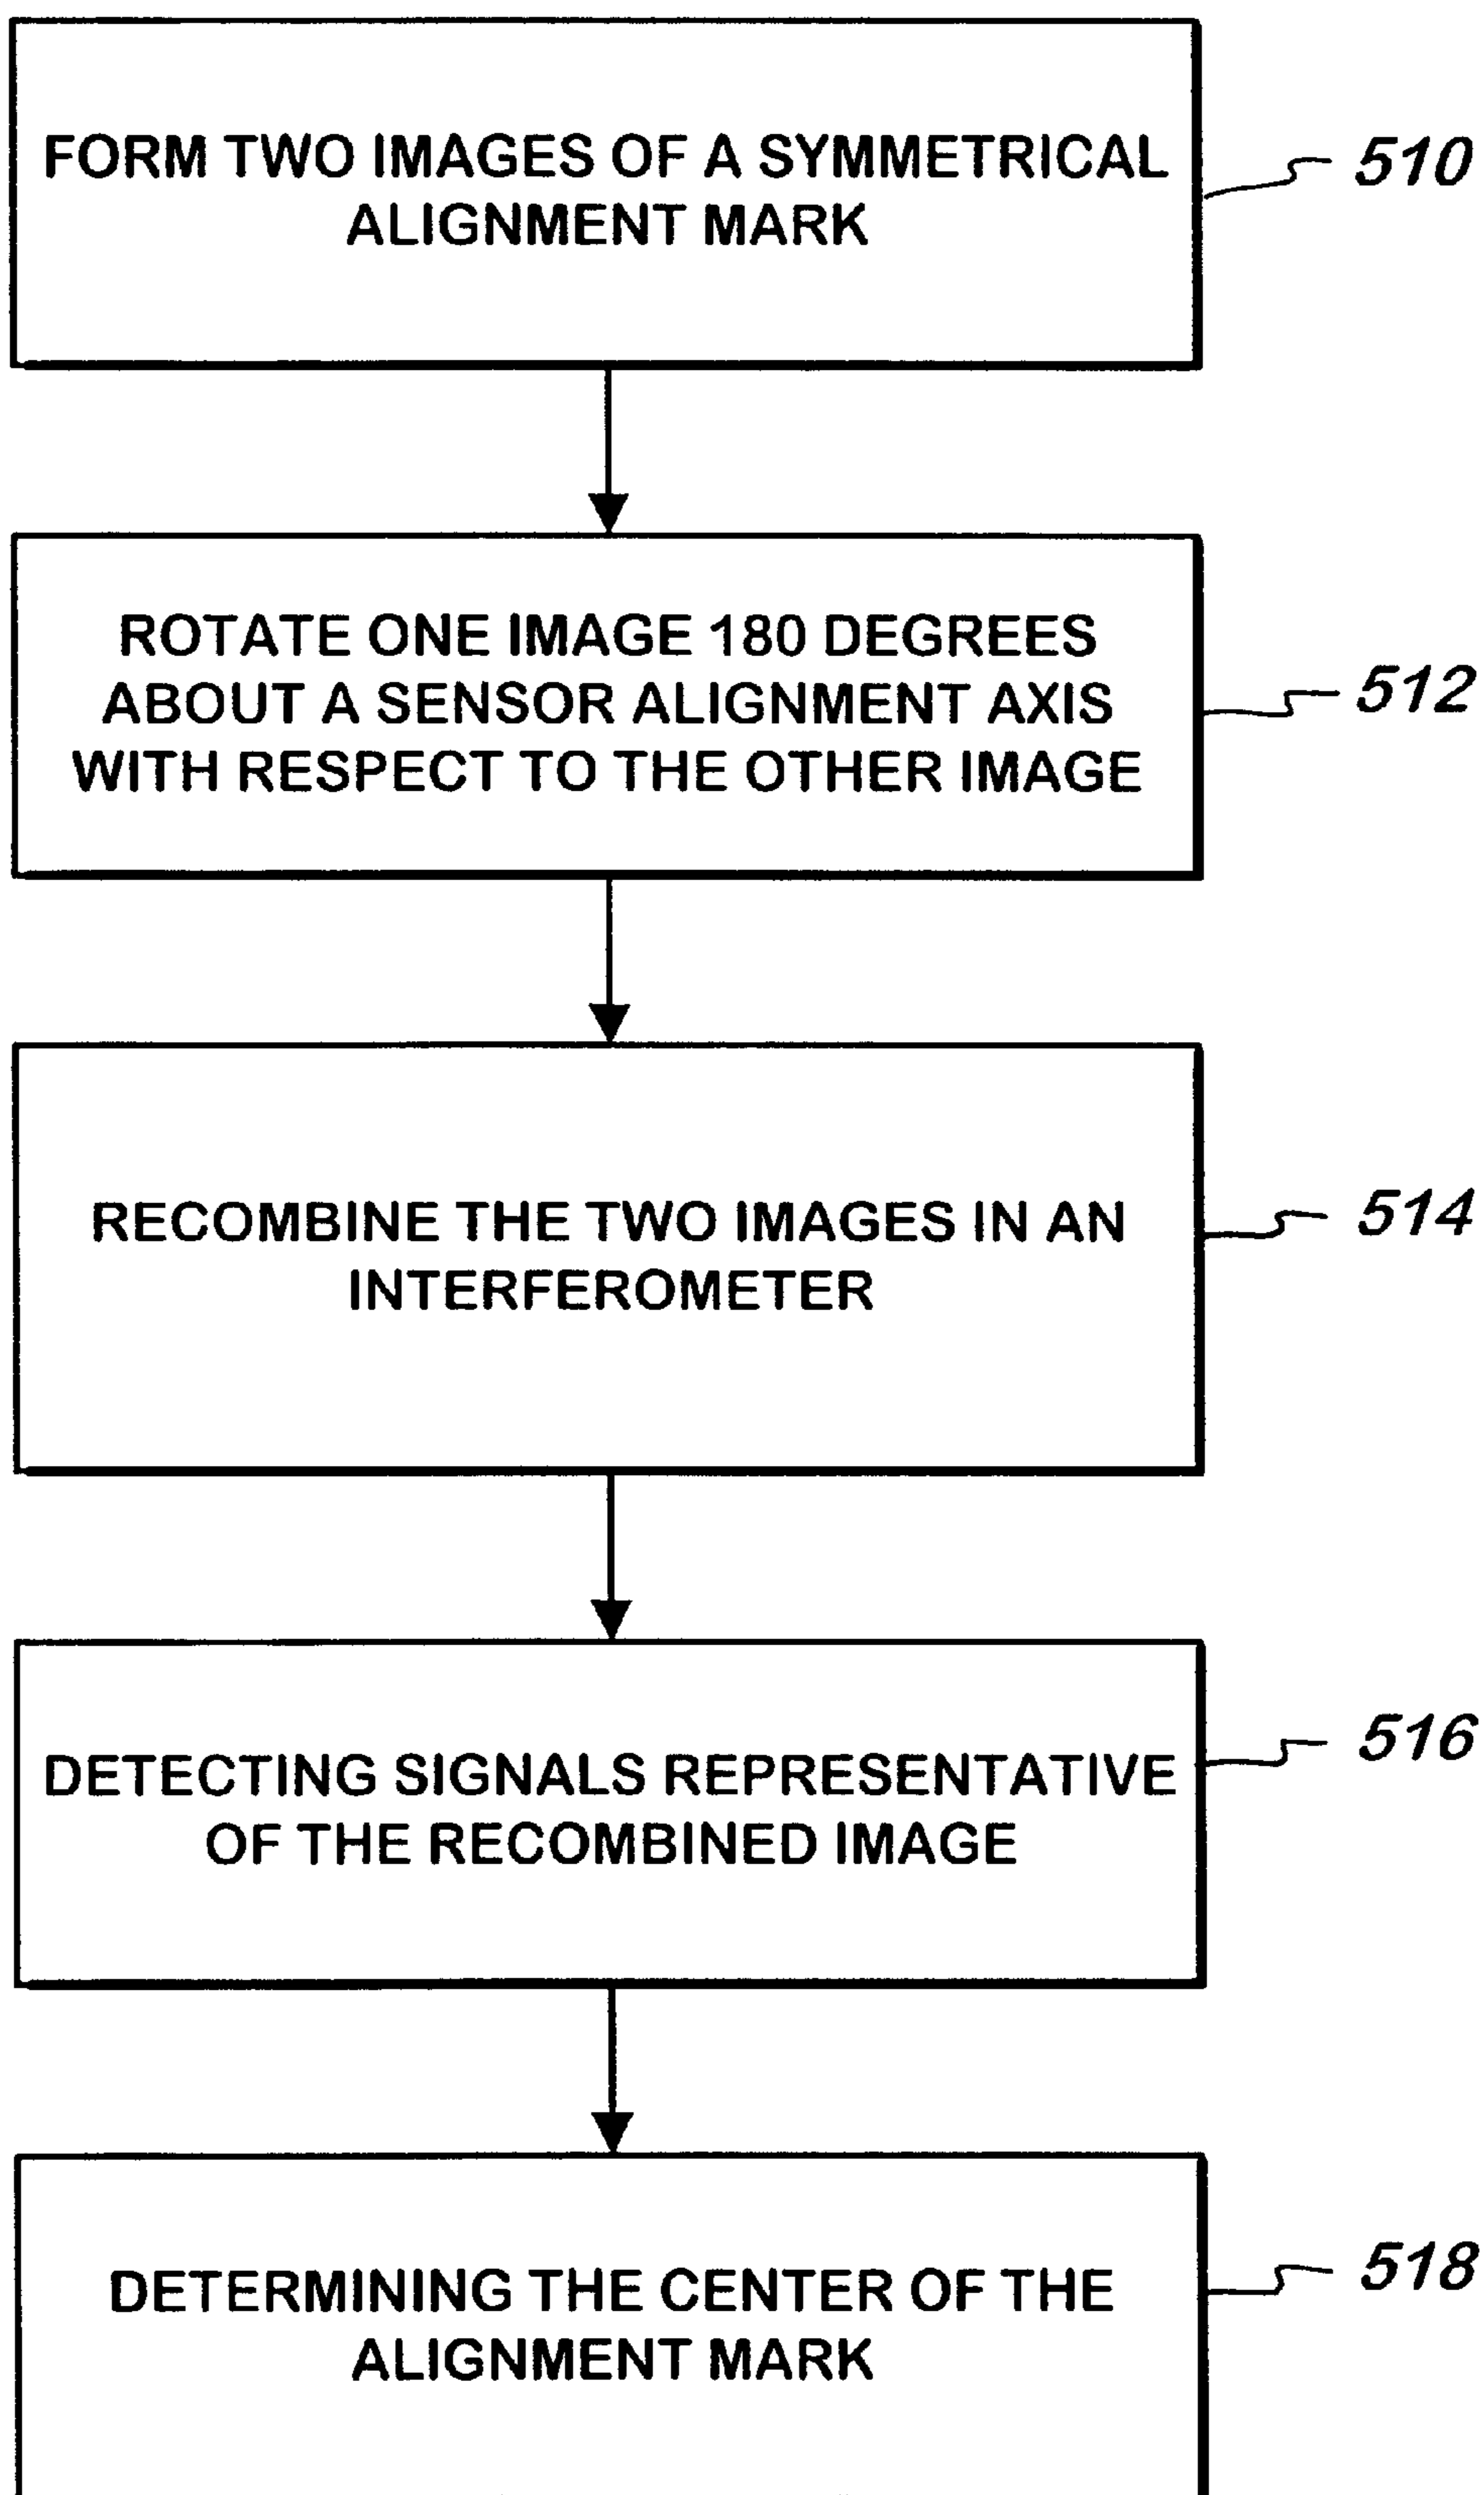 FORM TWO IMAGES OF A SYMMETRICAL
ALIGNMENT MARK
510
ROTATE ONE IMAGE 180 DEGREES
ABOUT A SENSOR ALIGNMENT AXIS
WITH RESPECT TO THE OTHER IMAGE
512
RECOMBINE THE TWO IMAGES IN AN
INTERFEROMETER
514
DETECTING SIGNALS REPRESENTATIVE
OF THE RECOMBINED IMAGE
516
DETERMINING THE CENTER OF THE
ALIGNMENT MARK
518